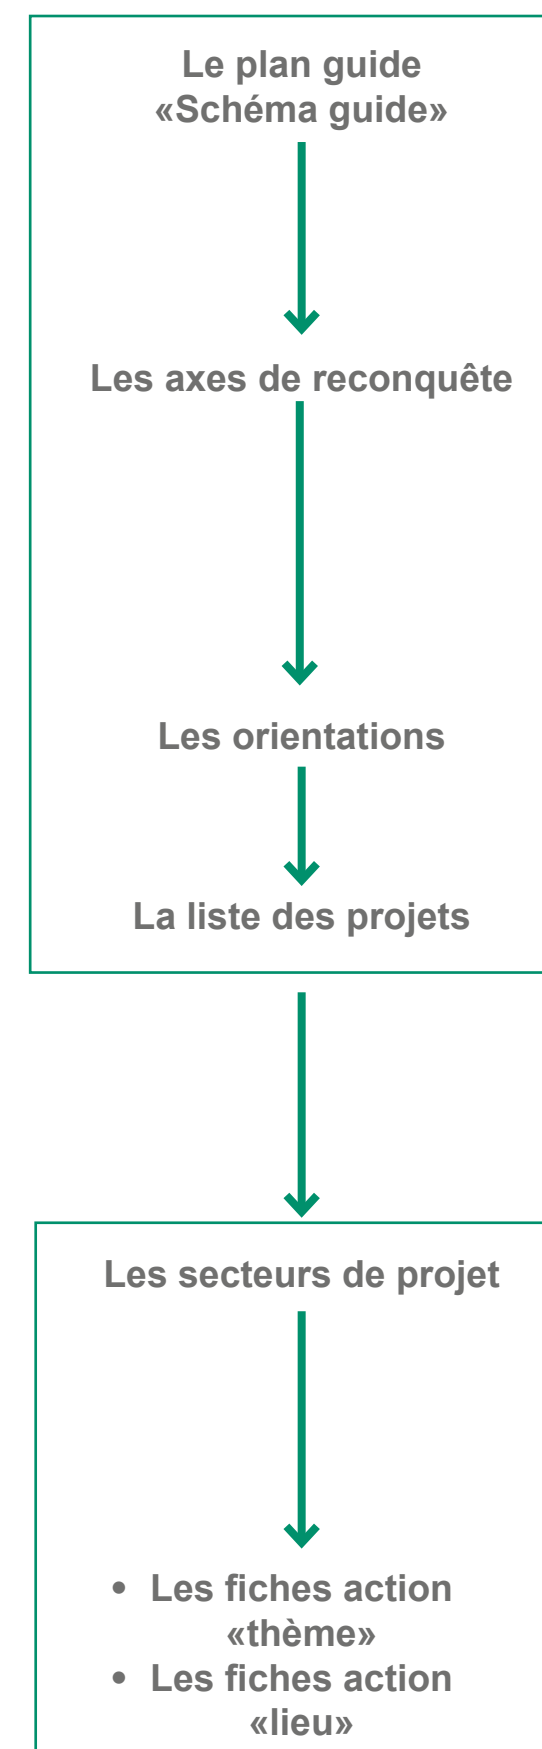 Le plan guide
«Schéma guide»
Les axes de reconquête
Les orientations
La liste des projets
Les secteurs de projet
• Les fiches action
«thème»
• Les fiches action
«lieu»